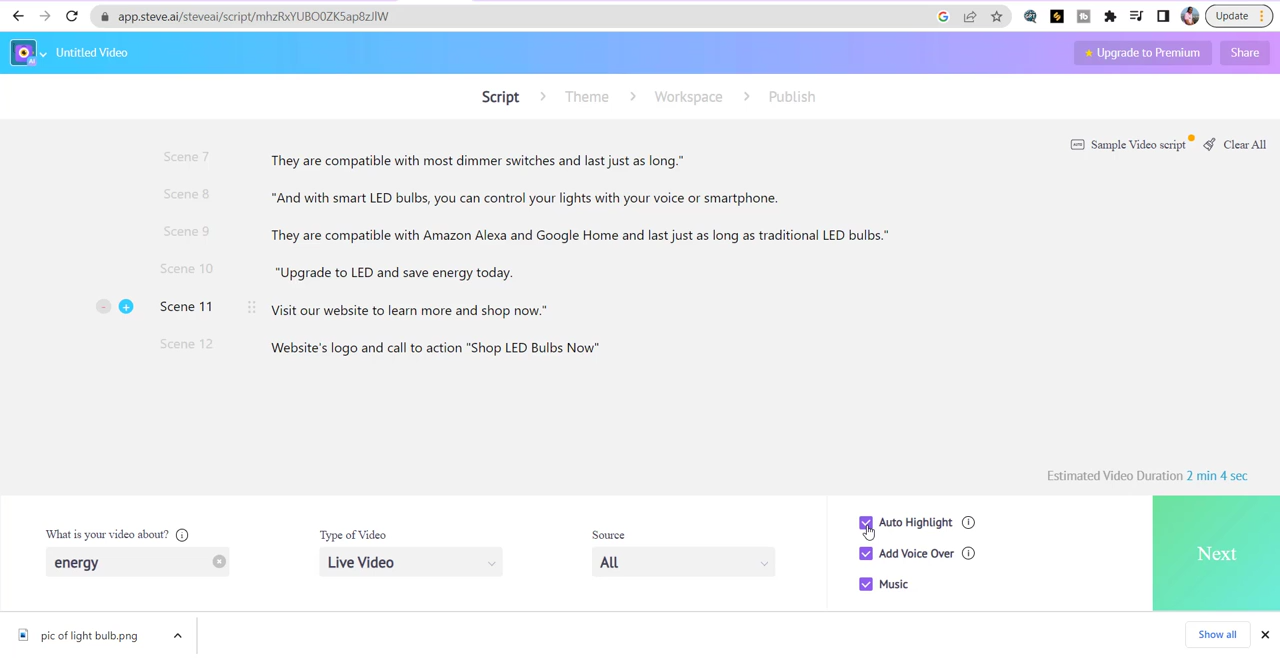 app.steve.ai/steveai/script/mhzRxYUBO0ZK5ap8zJlW
Update
Untitled Video
Upgrade to Premium
Share
Script > Theme > Workspace > Publish
Sample Video script
Clear All
Scene 7 They are compatible with most dimmer switches and last just as long."
Scene 8 "And with smart LED bulbs, you can control your lights with your voice or smartphone.
Scene 9 They are compatible with Amazon Alexa and Google Home and last just as long as traditional LED bulbs."
Scene 10 "Upgrade to LED and save energy today.
- + Scene 11 Visit our website to learn more and shop now."
Scene 12 Website's logo and call to action "Shop LED Bulbs Now"
Estimated Video Duration 2 min 4 sec
What is your video about?
energy
Type of Video
Live Video
Source
All
Auto Highlight
Add Voice Over
Music
Next
pic of light bulb.png
Show all